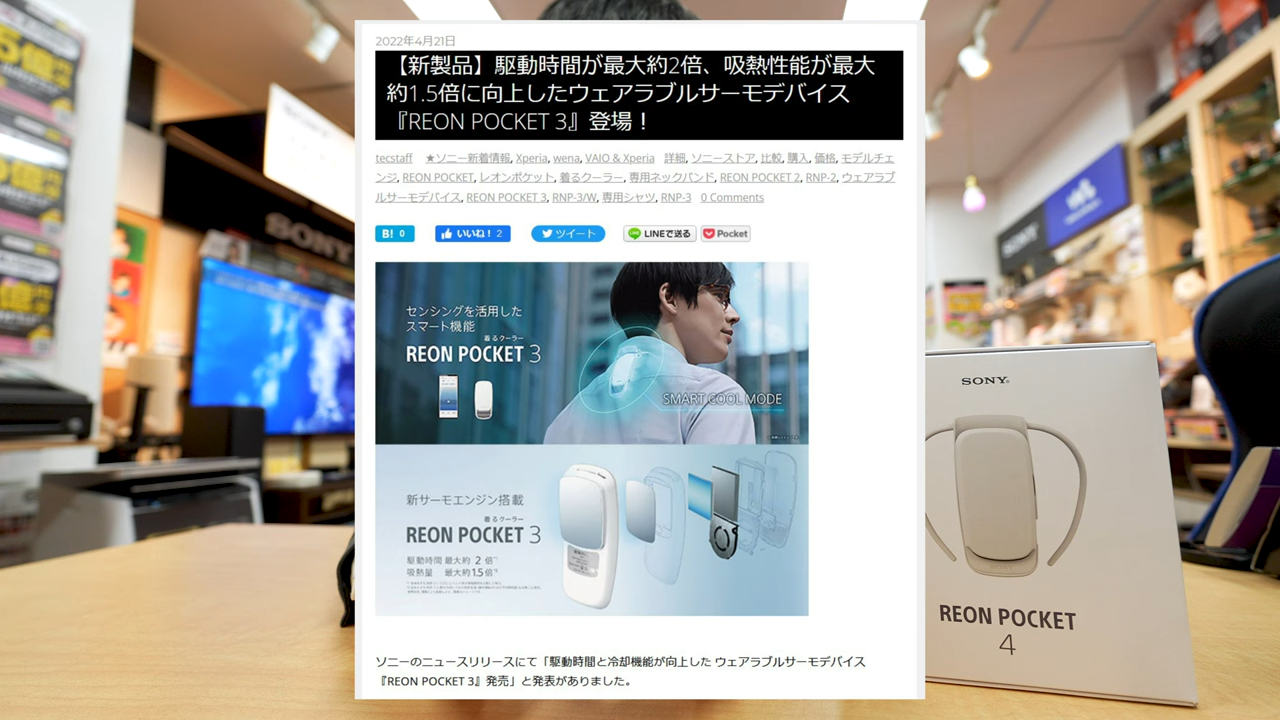 2022年4月21日
【新製品】駆動時間が最大約2倍、吸熱性能が最大
約1.5倍に向上したウェアラブルサーモデバイス
『REON POCKET 3』登場！
tecstaff ★ソニー新着情報, Xperia, wena, VAIO & Xperia 詳細, ソニーストア, 比較, 購入, 価格, モデルチェ
ンジ, REON POCKET, レオンポケット, 着るクーラー, 専用ネックバンド, REON POCKET 2, RNP-2, ウェアラブ
ルサーモデバイス, REON POCKET 3, RNP-3/W, 専用シャツ, RNP-3 0 Comments
B! 0 いいね！ 2 ツイート LINEで送る Pocket
センシングを活用した
スマート機能
着るクーラー
REON POCKET 3
SMART COOL MODE
新サーモエンジン搭載
着るクーラー
REON POCKET 3
駆動時間 最大約 2 倍
吸熱量 最大約 1.5 倍
ソニーのニュースリリースにて「駆動時間と冷却機能が向上した ウェアラブルサーモデバイス
『REON POCKET 3』発売」と発表がありました。
SONY
SONY
SONY
REON POCKET
4